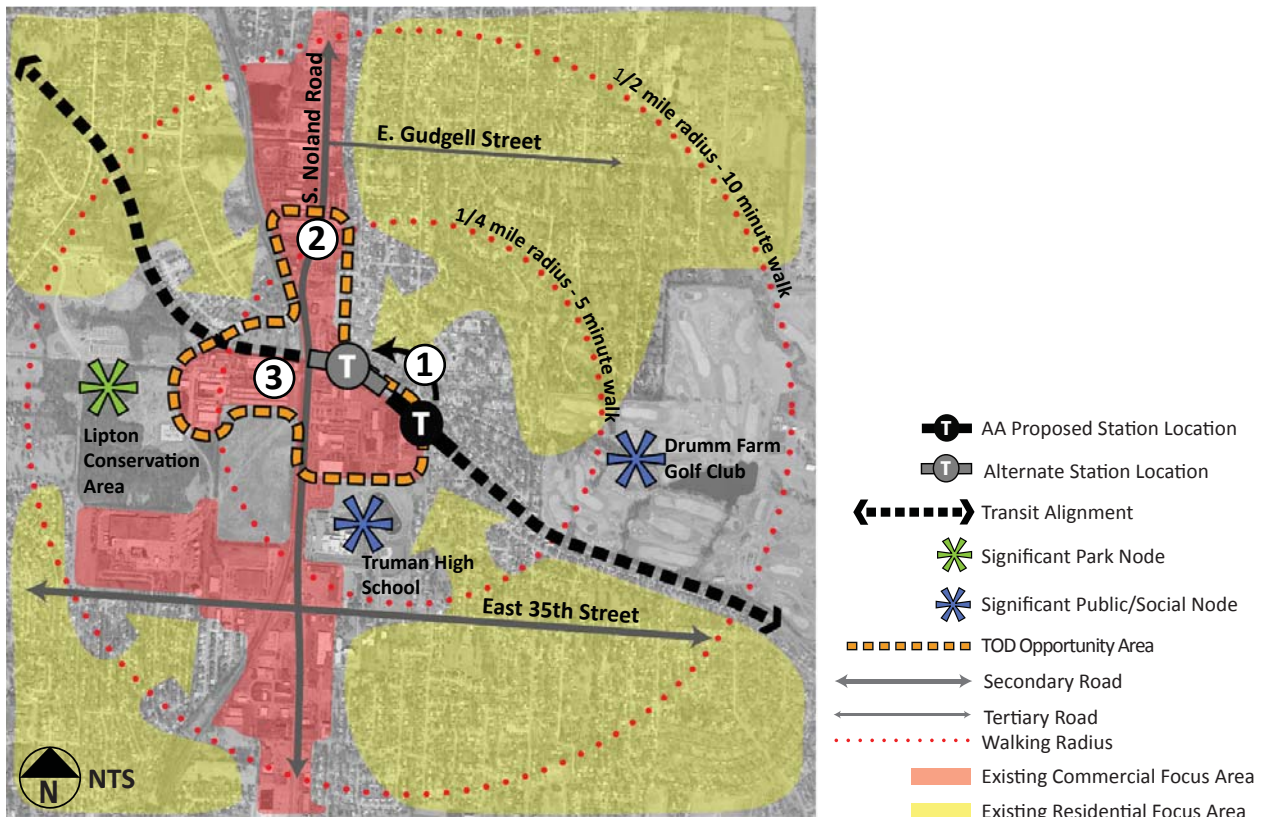 S. Noland Road
E. Gudgell Street
1/2 mile radius - 10 minute walk
1/4 mile radius - 5 minute walk
2
1
T
3
T
Lipton
Conservation
Area
Drumm Farm
Golf Club
Truman High
School
East 35th Street
N
NTS
T
AA Proposed Station Location
T
Alternate Station Location
Transit Alignment
Significant Park Node
Significant Public/Social Node
TOD Opportunity Area
Secondary Road
Tertiary Road
Walking Radius
Existing Commercial Focus Area
Existing Residential Focus Area